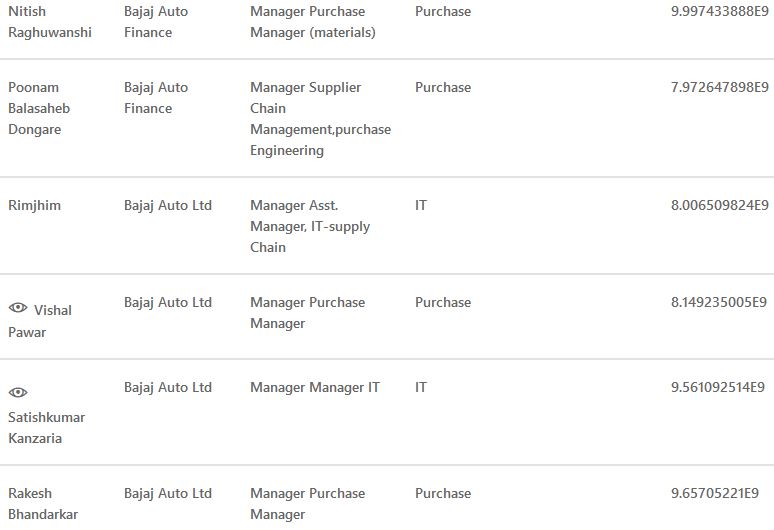 Nitish Raghuwanshi Bajaj Auto Finance Manager Purchase Manager (materials) Purchase 9.997433888E9
Poonam Balasaheb Dongare Bajaj Auto Finance Manager Supplier Chain Management,purchase Engineering Purchase 7.972647898E9
Rimjhim Bajaj Auto Ltd Manager Asst. Manager, IT-supply Chain IT 8.006509824E9
Vishal Pawar Bajaj Auto Ltd Manager Purchase Manager Purchase 8.149235005E9
Satishkumar Kanzaria Bajaj Auto Ltd Manager Manager IT IT 9.561092514E9
Rakesh Bhandarkar Bajaj Auto Ltd Manager Purchase Manager Purchase 9.65705221E9